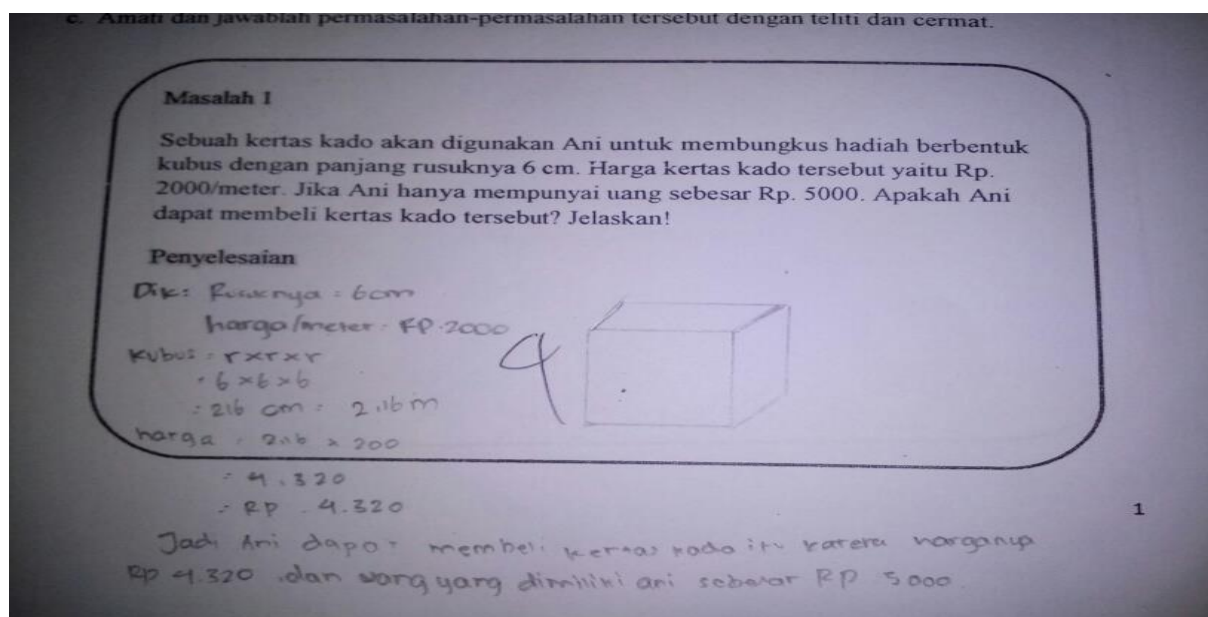 c. Amati dan jawablah permasalahan-permasalahan tersebut dengan teliti dan cermat.
Masalah 1
Sebuah kertas kado akan digunakan Ani untuk membungkus hadiah berbentuk
kubus dengan panjang rusuknya 6 cm. Harga kertas kado tersebut yaitu Rp.
2000/meter. Jika Ani hanya mempunyai uang sebesar Rp. 5000. Apakah Ani
dapat membeli kertas kado tersebut? Jelaskan!
Penyelesaian
Dik: Rusuknya = 6cm
harga/meter = RP.2000
4
Kubus = r×r×r
= 6×6×6
= 216 cm = 2.16 m
harga = 2.16 x 200
= 4.320
= RP. 4.320
1
Jadi Ani dapat membeli kertas kado itu karena harganya
Rp 4.320 dan uang yang dimiliki ani sebesar RP 5000